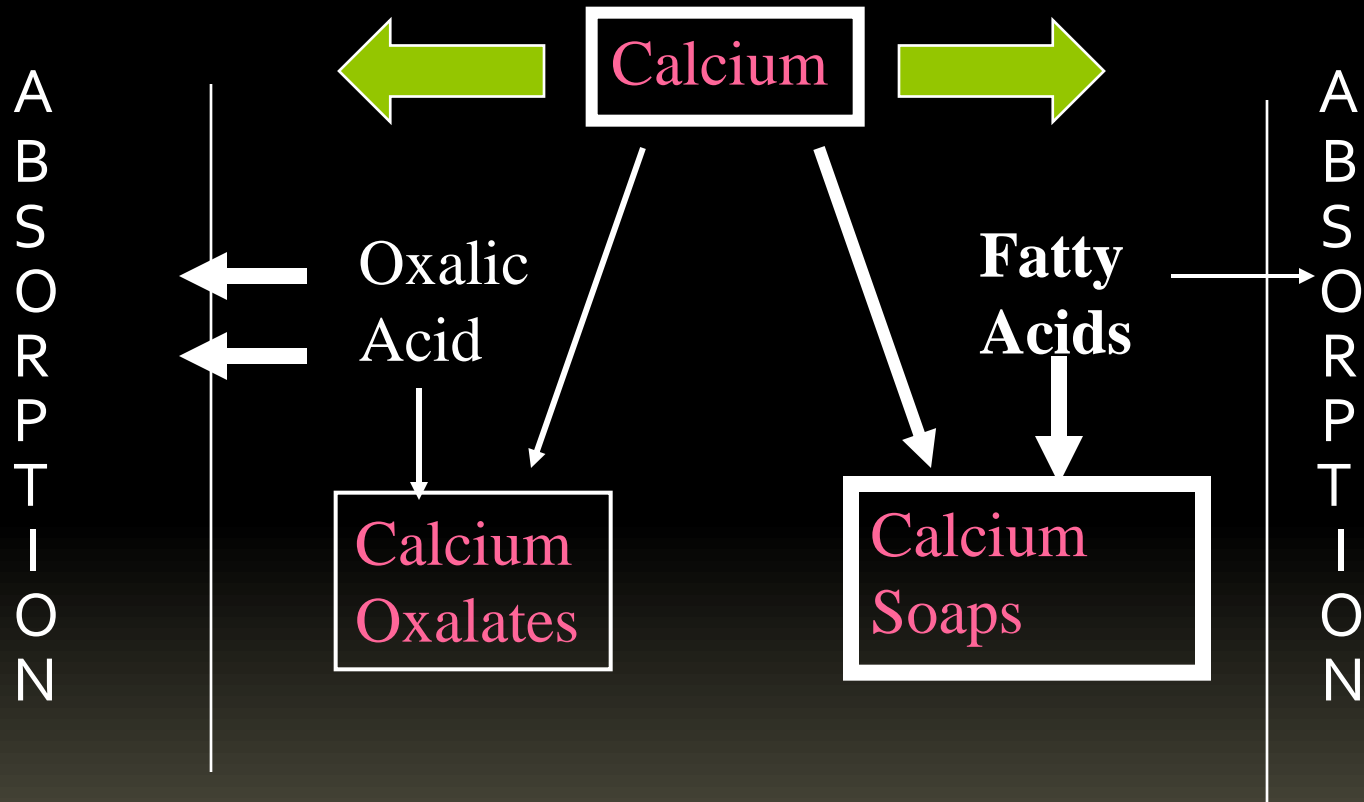 Calcium
A
B
S
O
R
P
T
I
O
N
Oxalic
Acid
Fatty
Acids
Calcium
Oxalates
Calcium
Soaps
A
B
S
O
R
P
T
I
O
N